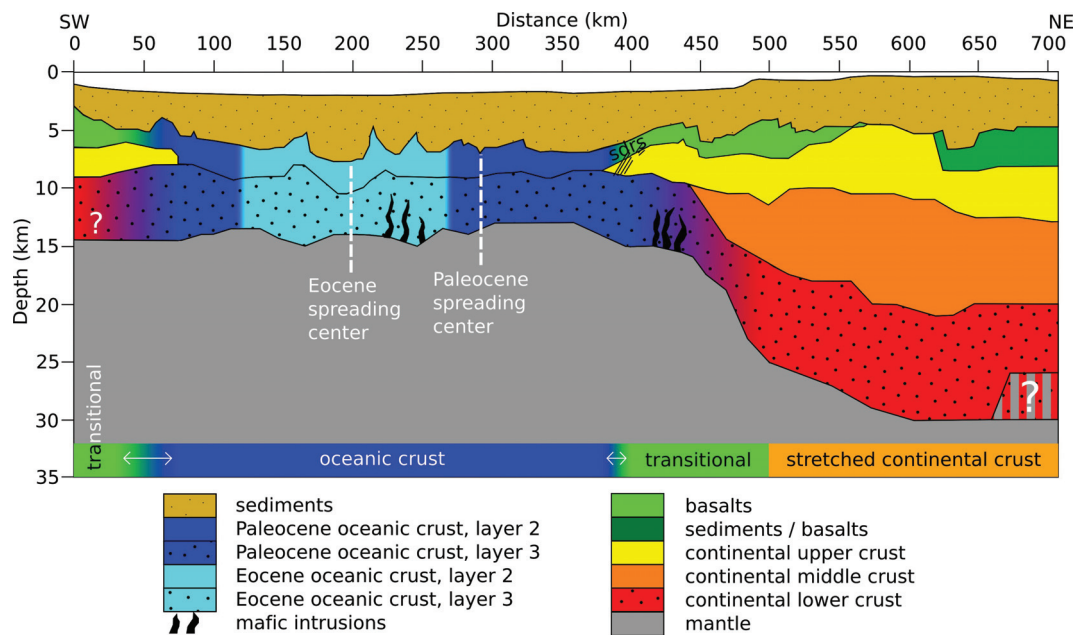 SW
Distance (km)
NE
0 50 100 150 200 250 300 350 400 450 500 550 600 650 700
Depth (km)
0
5
10
15
20
25
30
35
sdrs
?
Eocene
spreading
center
Paleocene
spreading
center
?
transitional
oceanic crust
transitional
stretched continental crust
sediments
Paleocene oceanic crust, layer 2
Paleocene oceanic crust, layer 3
Eocene oceanic crust, layer 2
Eocene oceanic crust, layer 3
mafic intrusions
basalts
sediments / basalts
continental upper crust
continental middle crust
continental lower crust
mantle